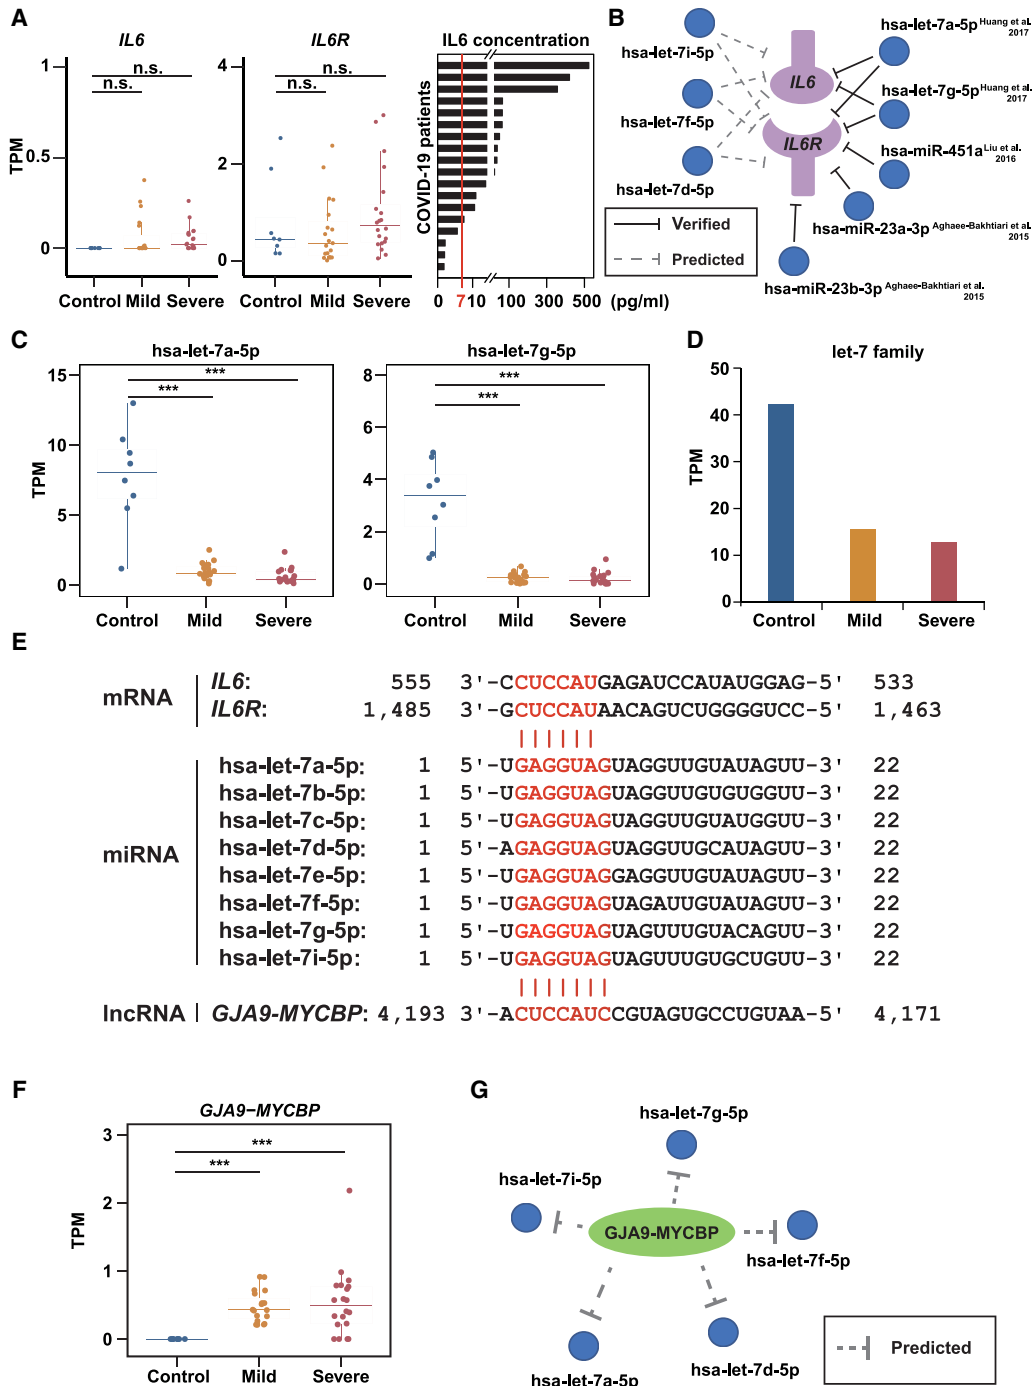 A
IL6
TPM
1
0.5
0
n.s.
n.s.
Control Mild Severe
IL6R
4
2
0
n.s.
n.s.
Control Mild Severe
IL6 concentration
COVID-19 patients
0 7 10 100 300 500 (pg/ml)
B
hsa-let-7i-5p
hsa-let-7f-5p
hsa-let-7d-5p
IL6
IL6R
hsa-let-7a-5p Huang et al. 2017
hsa-let-7g-5p Huang et al. 2017
hsa-miR-451a Liu et al. 2016
hsa-miR-23a-3p Aghaee-Bakhtiari et al. 2015
hsa-miR-23b-3p Aghaee-Bakhtiari et al. 2015
Verified
Predicted
C
hsa-let-7a-5p
TPM
15
10
5
0
***
***
Control Mild Severe
hsa-let-7g-5p
8
6
4
2
0
***
***
Control Mild Severe
D
let-7 family
TPM
50
40
30
20
10
0
Control Mild Severe
E
mRNA
IL6: 555 3'-CCUCCAUGAGAUCCAUAUGGAG-5' 533
IL6R: 1,485 3'-GCUCCAUAACAGUCUGGGGUCC-5' 1,463
miRNA
hsa-let-7a-5p: 1 5'-UGAGGUAGUAGGUUGUAUAGUU-3' 22
hsa-let-7b-5p: 1 5'-UGAGGUAGUAGGUUGUGUGGUU-3' 22
hsa-let-7c-5p: 1 5'-UGAGGUAGUAGGUUGUAUGGUU-3' 22
hsa-let-7d-5p: 1 5'-AGAGGUAGUAGGUUGCAUAGUU-3' 22
hsa-let-7e-5p: 1 5'-UGAGGUAGGAGGUUGUAUAGUU-3' 22
hsa-let-7f-5p: 1 5'-UGAGGUAGUAGAUUGUAUAGUU-3' 22
hsa-let-7g-5p: 1 5'-UGAGGUAGUAGUUUGUACAGUU-3' 22
hsa-let-7i-5p: 1 5'-UGAGGUAGUAGUUUGUGCUGUU-3' 22
lncRNA
GJA9-MYCBP: 4,193 3'-ACUCCAUCCGUAGUGCCUGUAA-5' 4,171
F
GJA9-MYCBP
TPM
3
2
1
0
***
***
Control Mild Severe
G
hsa-let-7g-5p
hsa-let-7i-5p
GJA9-MYCBP
hsa-let-7f-5p
hsa-let-7d-5p
hsa-let-7a-5p
Predicted